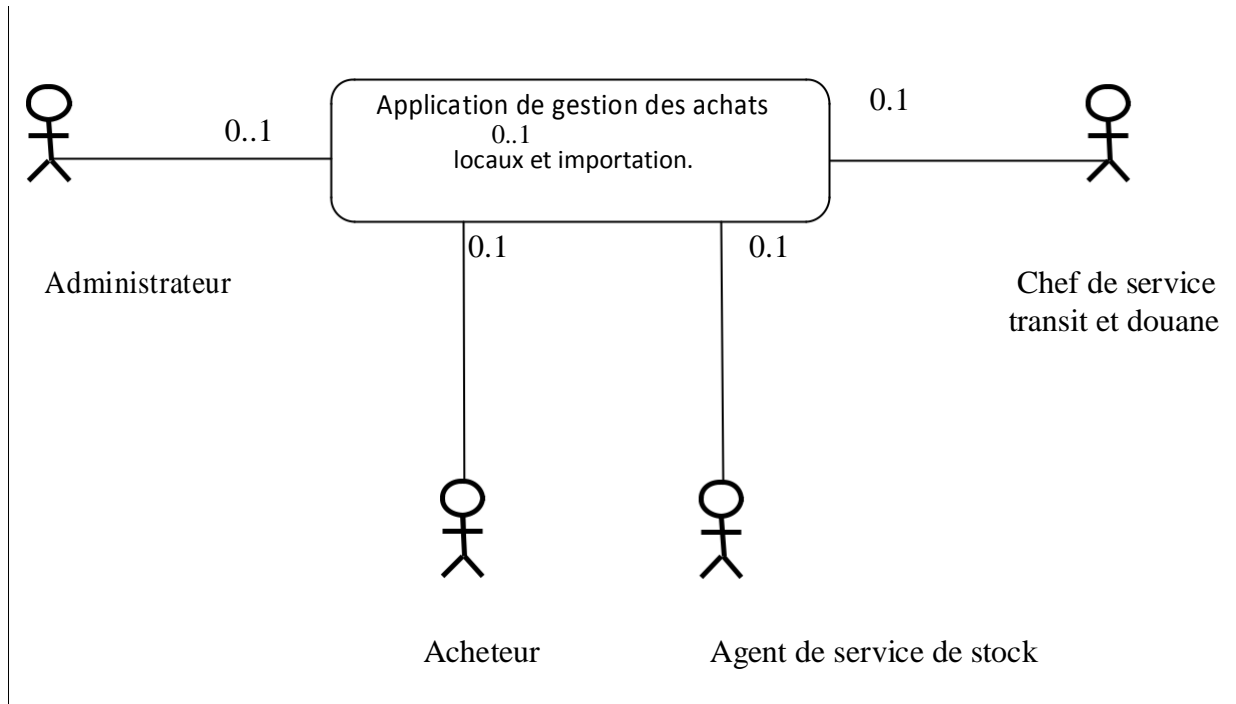 Application de gestion des achats
0.1
0..1
0..1
locaux et importation.
0.1
0.1
Administrateur
Chef de service
transit et douane
Acheteur
Agent de service de stock